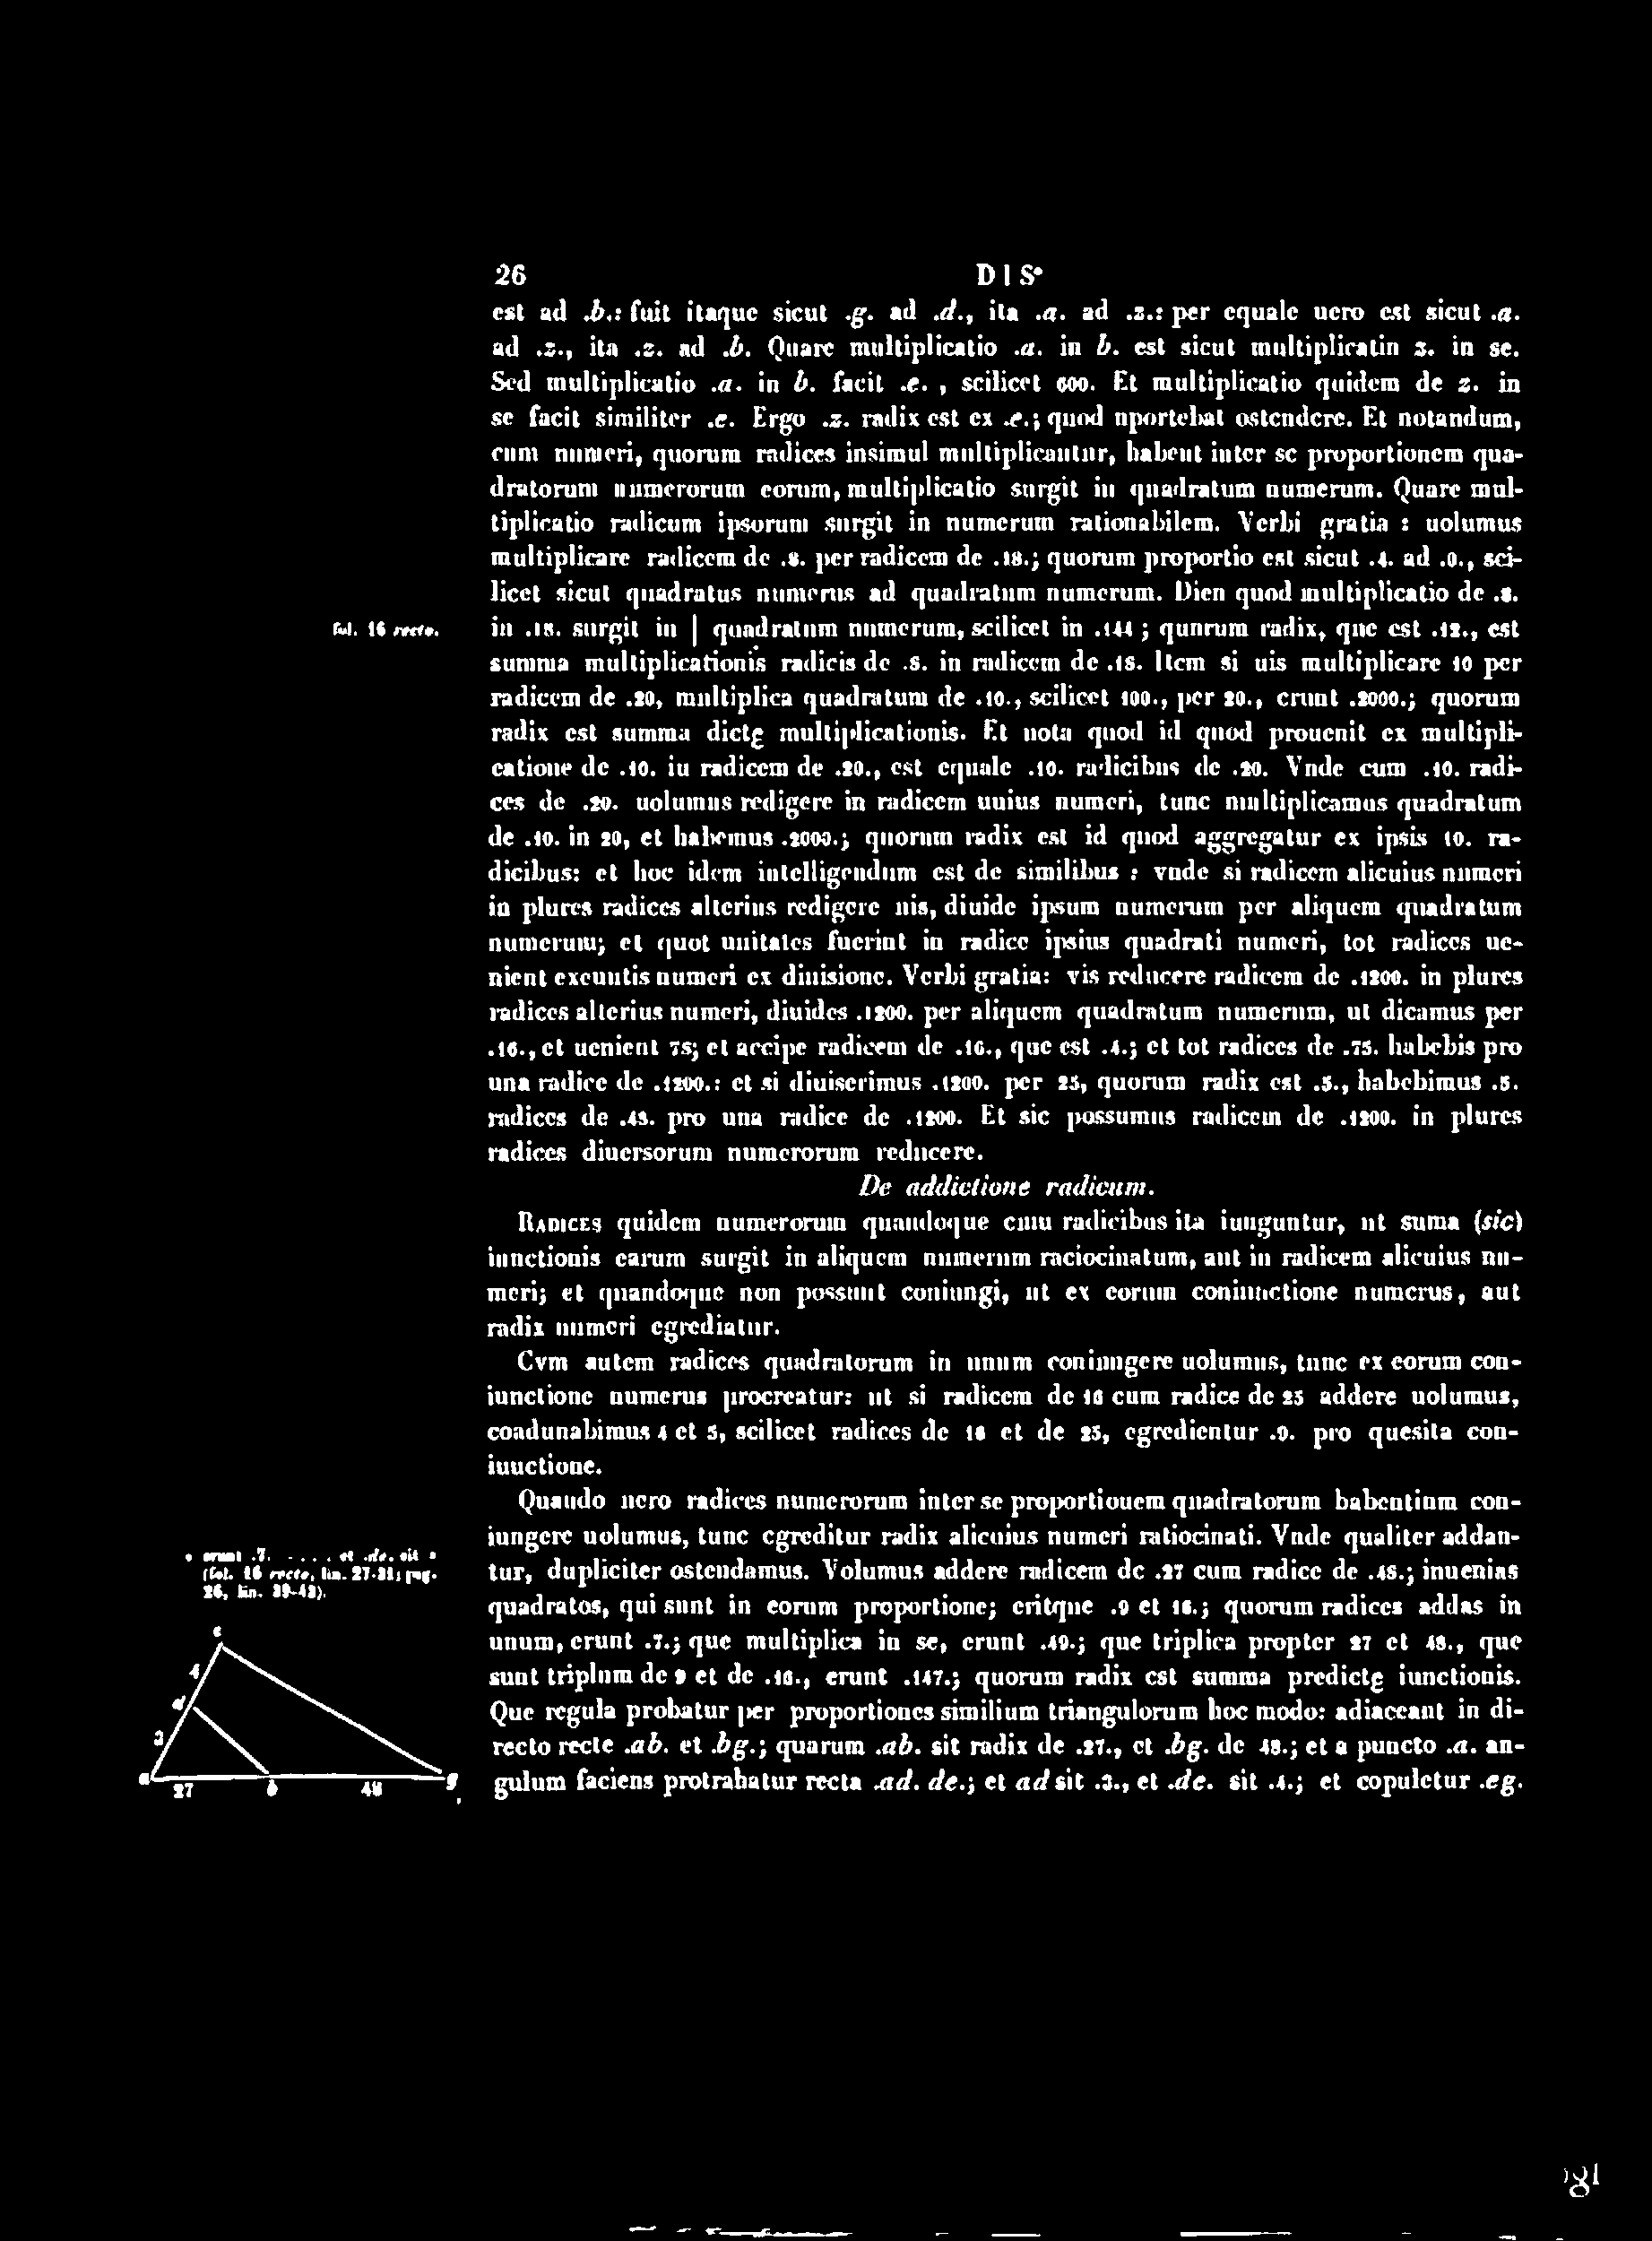 26 DIS
est ad .b.: fuit itaque sicut .g. ad .d., ita .a. ad .z.: per equale uero est sicut .a.
ad .z., ita .z. ad .b. Quare multiplicatio .a. in b. est sicut multiplicatin z. in se.
Sed multiplicatio .a. in b. facit .e. , scilicet 600. Et multiplicatio quidem de z. in
se facit similiter .e. Ergo .z. radix est ex .e.; quod oportebat ostendere. Et notandum,
cum numeri, quorum radices insimul multiplicantur, habent inter se proportionem qua-
dratorum numerorum eorum, multiplicatio surgit in quadratum numerum. Quare mul-
tiplicatio radicum ipsorum surgit in numerum rationabilem. Verbi gratia : uolumus
multiplicare radicem de .8. per radicem de .18.; quorum proportio est sicut .4. ad .9., sci-
licet sicut quadratus numerus ad quadratum numerum. Dico quod multiplicatio de .8.
fol. 16 recto.
in .18. surgit in | quadratum numerum, scilicet in .144 ; quorum radix, que est .12., est
summa multiplicationis radicis de .8. in radicem de .18. Item si uis multiplicare 10 per
radicem de .20, multiplica quadratum de .10., scilicet 100., per 20., erunt .2000.; quorum
radix est summa dictę multiplicationis. Et nota quod id quod prouenit ex multipli-
catione de .10. in radicem de .20., est equale .10. radicibus de .20. Vnde cum .10. radi-
ces de .20. uolumus redigere in radicem unius numeri, tunc multiplicamus quadratum
de .10. in 20, et habemus .2000.; quorum radix est id quod aggregatur ex ipsis 10. ra-
dicibus: et hoc idem intelligendum est de similibus : vnde si radicem alicuius numeri
in plures radices alterius redigere uis, diuide ipsum numerum per aliquem quadratum
numerum; et quot unitates fuerint in radice ipsius quadrati numeri, tot radices ue-
nient exeuntis numeri ex diuisione. Verbi gratia: vis reducere radicem de .1200. in plures
radices alterius numeri, diuides .1200. per aliquem quadratum numerum, ut dicamus per
.16., et uenient 75; et accipe radicem de .16., que est .4.; et tot radices de .75. habebis pro
una radice de .1200.: et si diuiserimus .1200. per 25, quorum radix est .5., habebimus .5.
radices de .48. pro una radice de .1200. Et sic possumus radicem de .1200. in plures
radices diuersorum numerorum reducere.
De addictione radicum.
RADICES quidem numerorum quandoque cum radicibus ita iunguntur, ut suma (sic)
iunctionis earum surgit in aliquem numerum raciocinatum, aut in radicem alicuius nu-
meri; et quandoque non possunt coniungi, ut ex eorum coniunctione numerus, aut
radix numeri egrediatur.
Cvm autem radices quadratorum in unum coniungere uolumus, tunc ex eorum con-
iunctione numerus procreatur: ut si radicem de 16 cum radice de 25 addere uolumus,
coadunabimus 4 et 5, scilicet radices de 16 et de 25, egredientur .9. pro quesita con-
iunctione.
Quando uero radices numerorum inter se proportionem quadratorum habentium con-
iungere uolumus, tunc egreditur radix alicuius numeri ratiocinati. Vnde qualiter addan-
tur, dupliciter ostendamus. Volumus addere radicem de .27 cum radice de .48.; inuenias
quadratos, qui sunt in eorum proportione; eritque .9 et 16.; quorum radices addas in
unum, erunt .7.; que multiplica in se, erunt .49.; que triplica propter 27 et 48., que
sunt triplum de 9 et de .16., erunt .147.; quorum radix est summa predictę iunctionis.
Que regula probatur per proportiones similium triangulorum hoc modo: adiaceant in di-
recto recte .ab. et .bg.; quarum .ab. sit radix de .27., et .bg. de 48.; et a puncto .a. an-
gulum faciens protrahatur recta .ad. de.; et ad sit .3., et .de. sit .4.; et copuletur .eg.
« erunt .7. . . . . et .de. sit »
(fol. 16 recto, lin. 27-31; pag.
26, lin. 39-43).
e
4
d
3
a 27 b 48 g